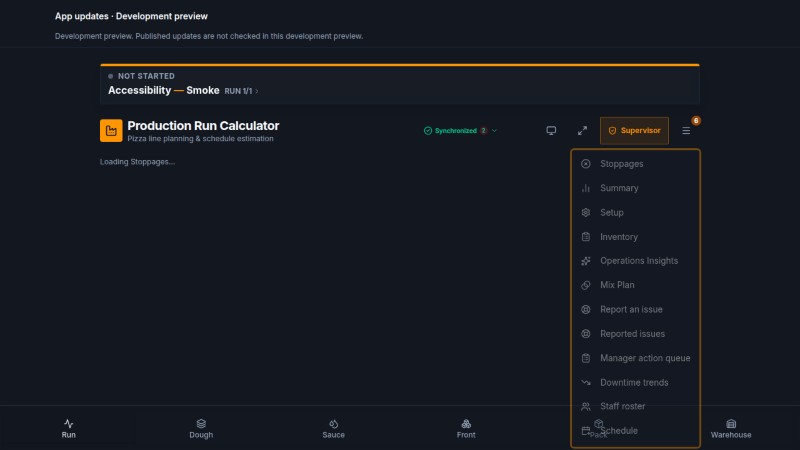 App updates · Development preview
Development preview. Published updates are not checked in this development preview.
NOT STARTED
Accessibility — Smoke RUN 1/1 ›
Production Run Calculator
Pizza line planning & schedule estimation
Synchronized 2
Supervisor
6
Loading Stoppages...
Stoppages
Summary
Setup
Inventory
Operations Insights
Mix Plan
Report an issue
Reported issues
Manager action queue
Downtime trends
Staff roster
Schedule
Run
Dough
Sauce
Front
Pack
Warehouse